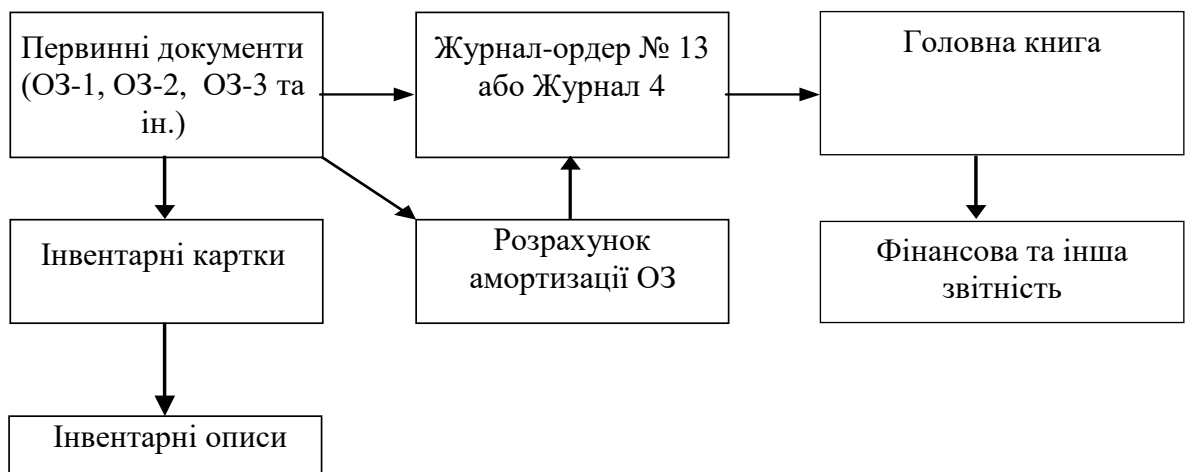 Первинні документи
(ОЗ-1, ОЗ-2, ОЗ-3 та
ін.)
Журнал-ордер № 13
або Журнал 4
Головна книга
Інвентарні картки
Розрахунок
амортизації ОЗ
Фінансова та інша
звітність
Інвентарні описи